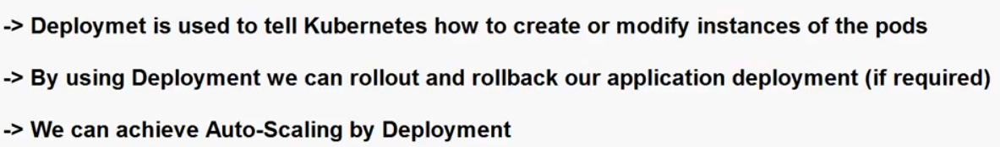 -> Deploymet is used to tell Kubernetes how to create or modify instances of the pods
-> By using Deployment we can rollout and rollback our application deployment (if required)
-> We can achieve Auto-Scaling by Deployment